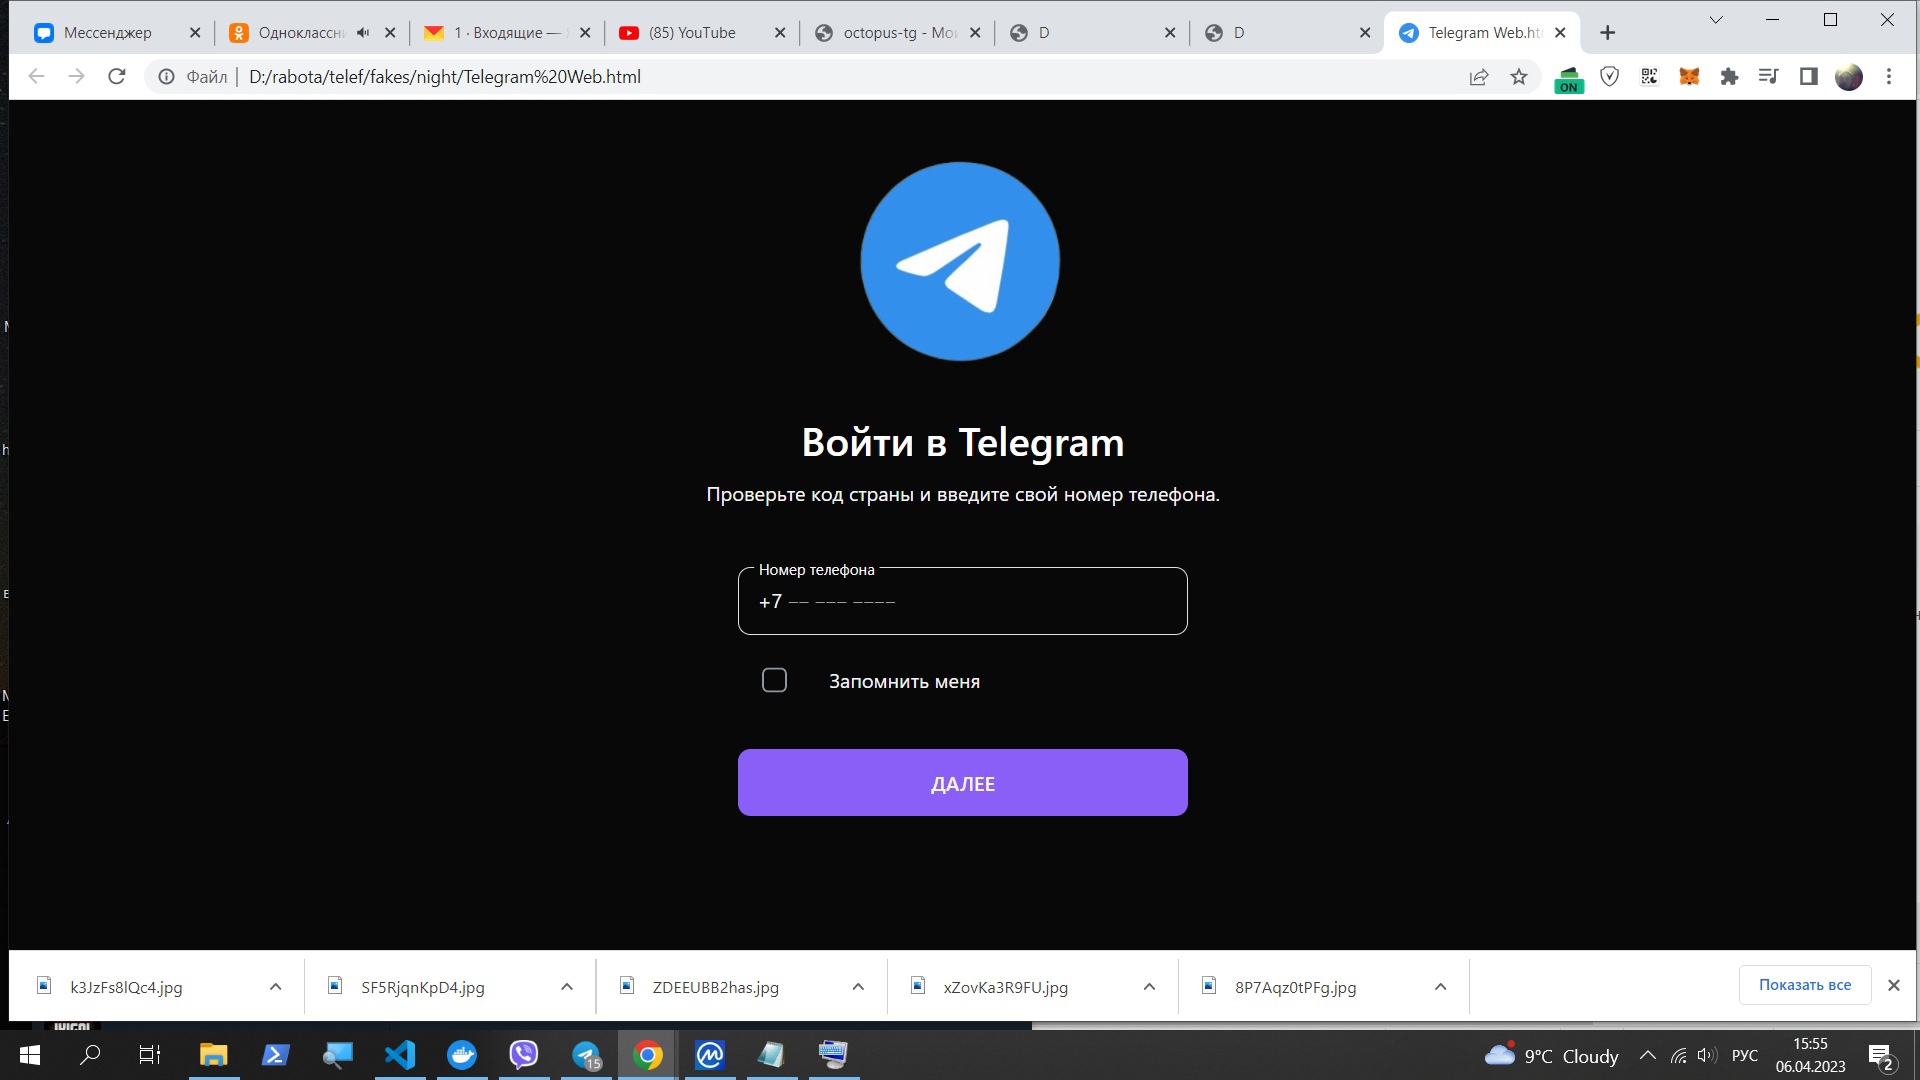 Мессенджер
Одноклассн
1 · Входящие —
(85) YouTube
octopus-tg - Мо
D
D
Telegram Web.ht
Файл
D:/rabota/telef/fakes/night/Telegram%20Web.html
ON
Войти в Telegram
Проверьте код страны и введите свой номер телефона.
Номер телефона
+7 –– ––– ––––
Запомнить меня
ДАЛЕЕ
k3JzFs8lQc4.jpg
SF5RjqnKpD4.jpg
ZDEEUBB2has.jpg
xZovKa3R9FU.jpg
8P7Aqz0tPFg.jpg
Показать все
15
9°C Cloudy
РУС
15:55
06.04.2023
2